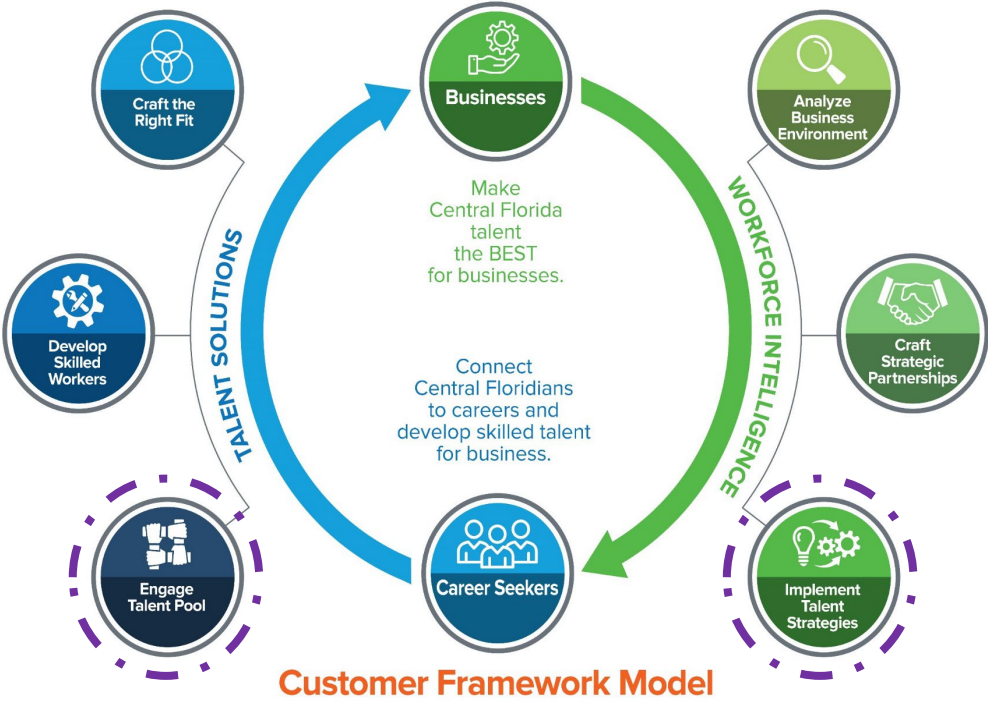 Craft the
Right Fit
Businesses
Analyze
Business
Environment
Make
Central Florida
talent
the BEST
for businesses.
TALENT SOLUTIONS
WORKFORCE INTELLIGENCE
Develop
Skilled
Workers
Craft
Strategic
Partnerships
Connect
Central Floridians
to careers and
develop skilled talent
for business.
Engage
Talent Pool
Career Seekers
Implement
Talent
Strategies
Customer Framework Model